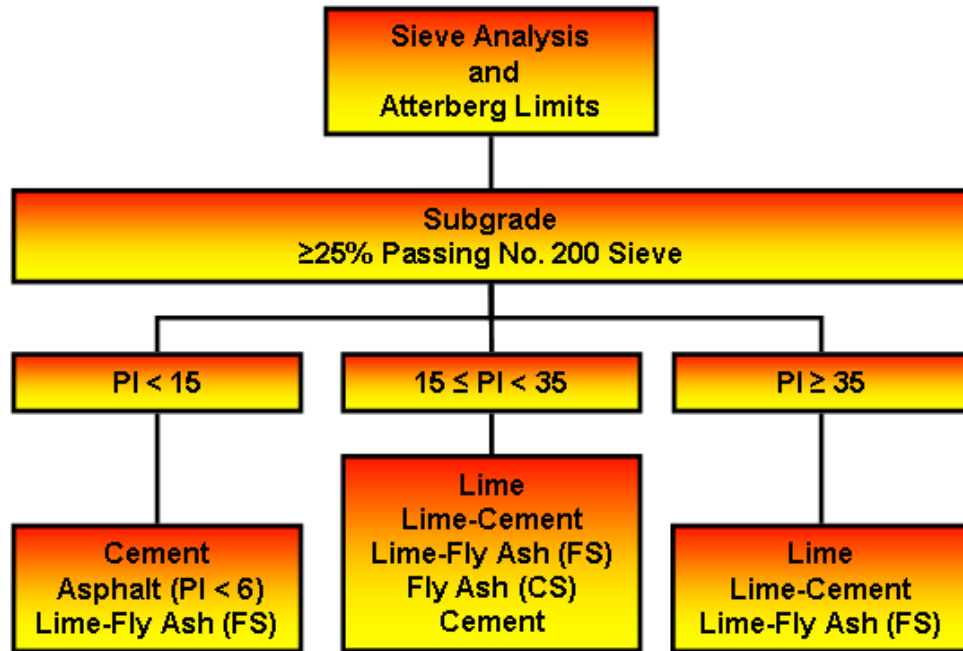 Sieve Analysis
and
Atterberg Limits
Subgrade
≥25% Passing No. 200 Sieve
PI < 15
15 ≤ PI < 35
PI ≥ 35
Cement
Asphalt (PI < 6)
Lime-Fly Ash (FS)
Lime
Lime-Cement
Lime-Fly Ash (FS)
Fly Ash (CS)
Cement
Lime
Lime-Cement
Lime-Fly Ash (FS)